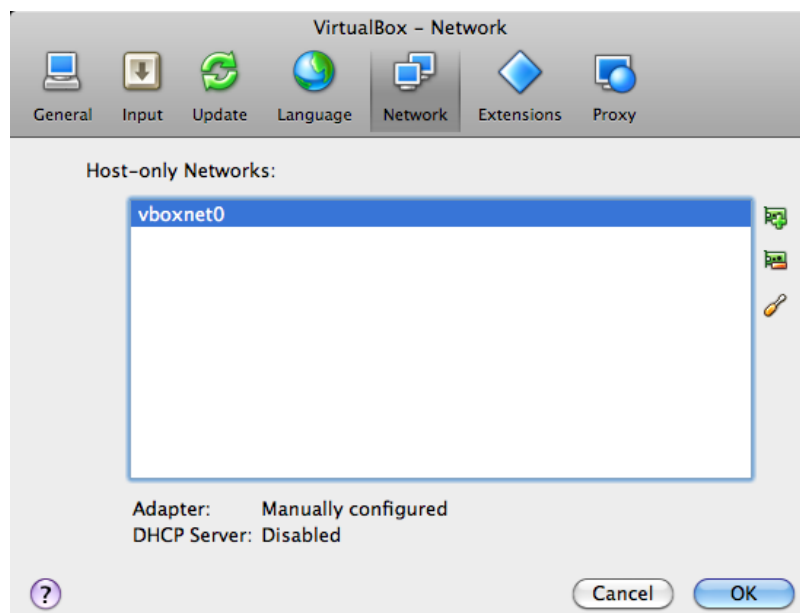 VirtualBox – Network
General Input Update Language Network Extensions Proxy
Host-only Networks:
vboxnet0
Adapter: Manually configured
DHCP Server: Disabled
? Cancel OK